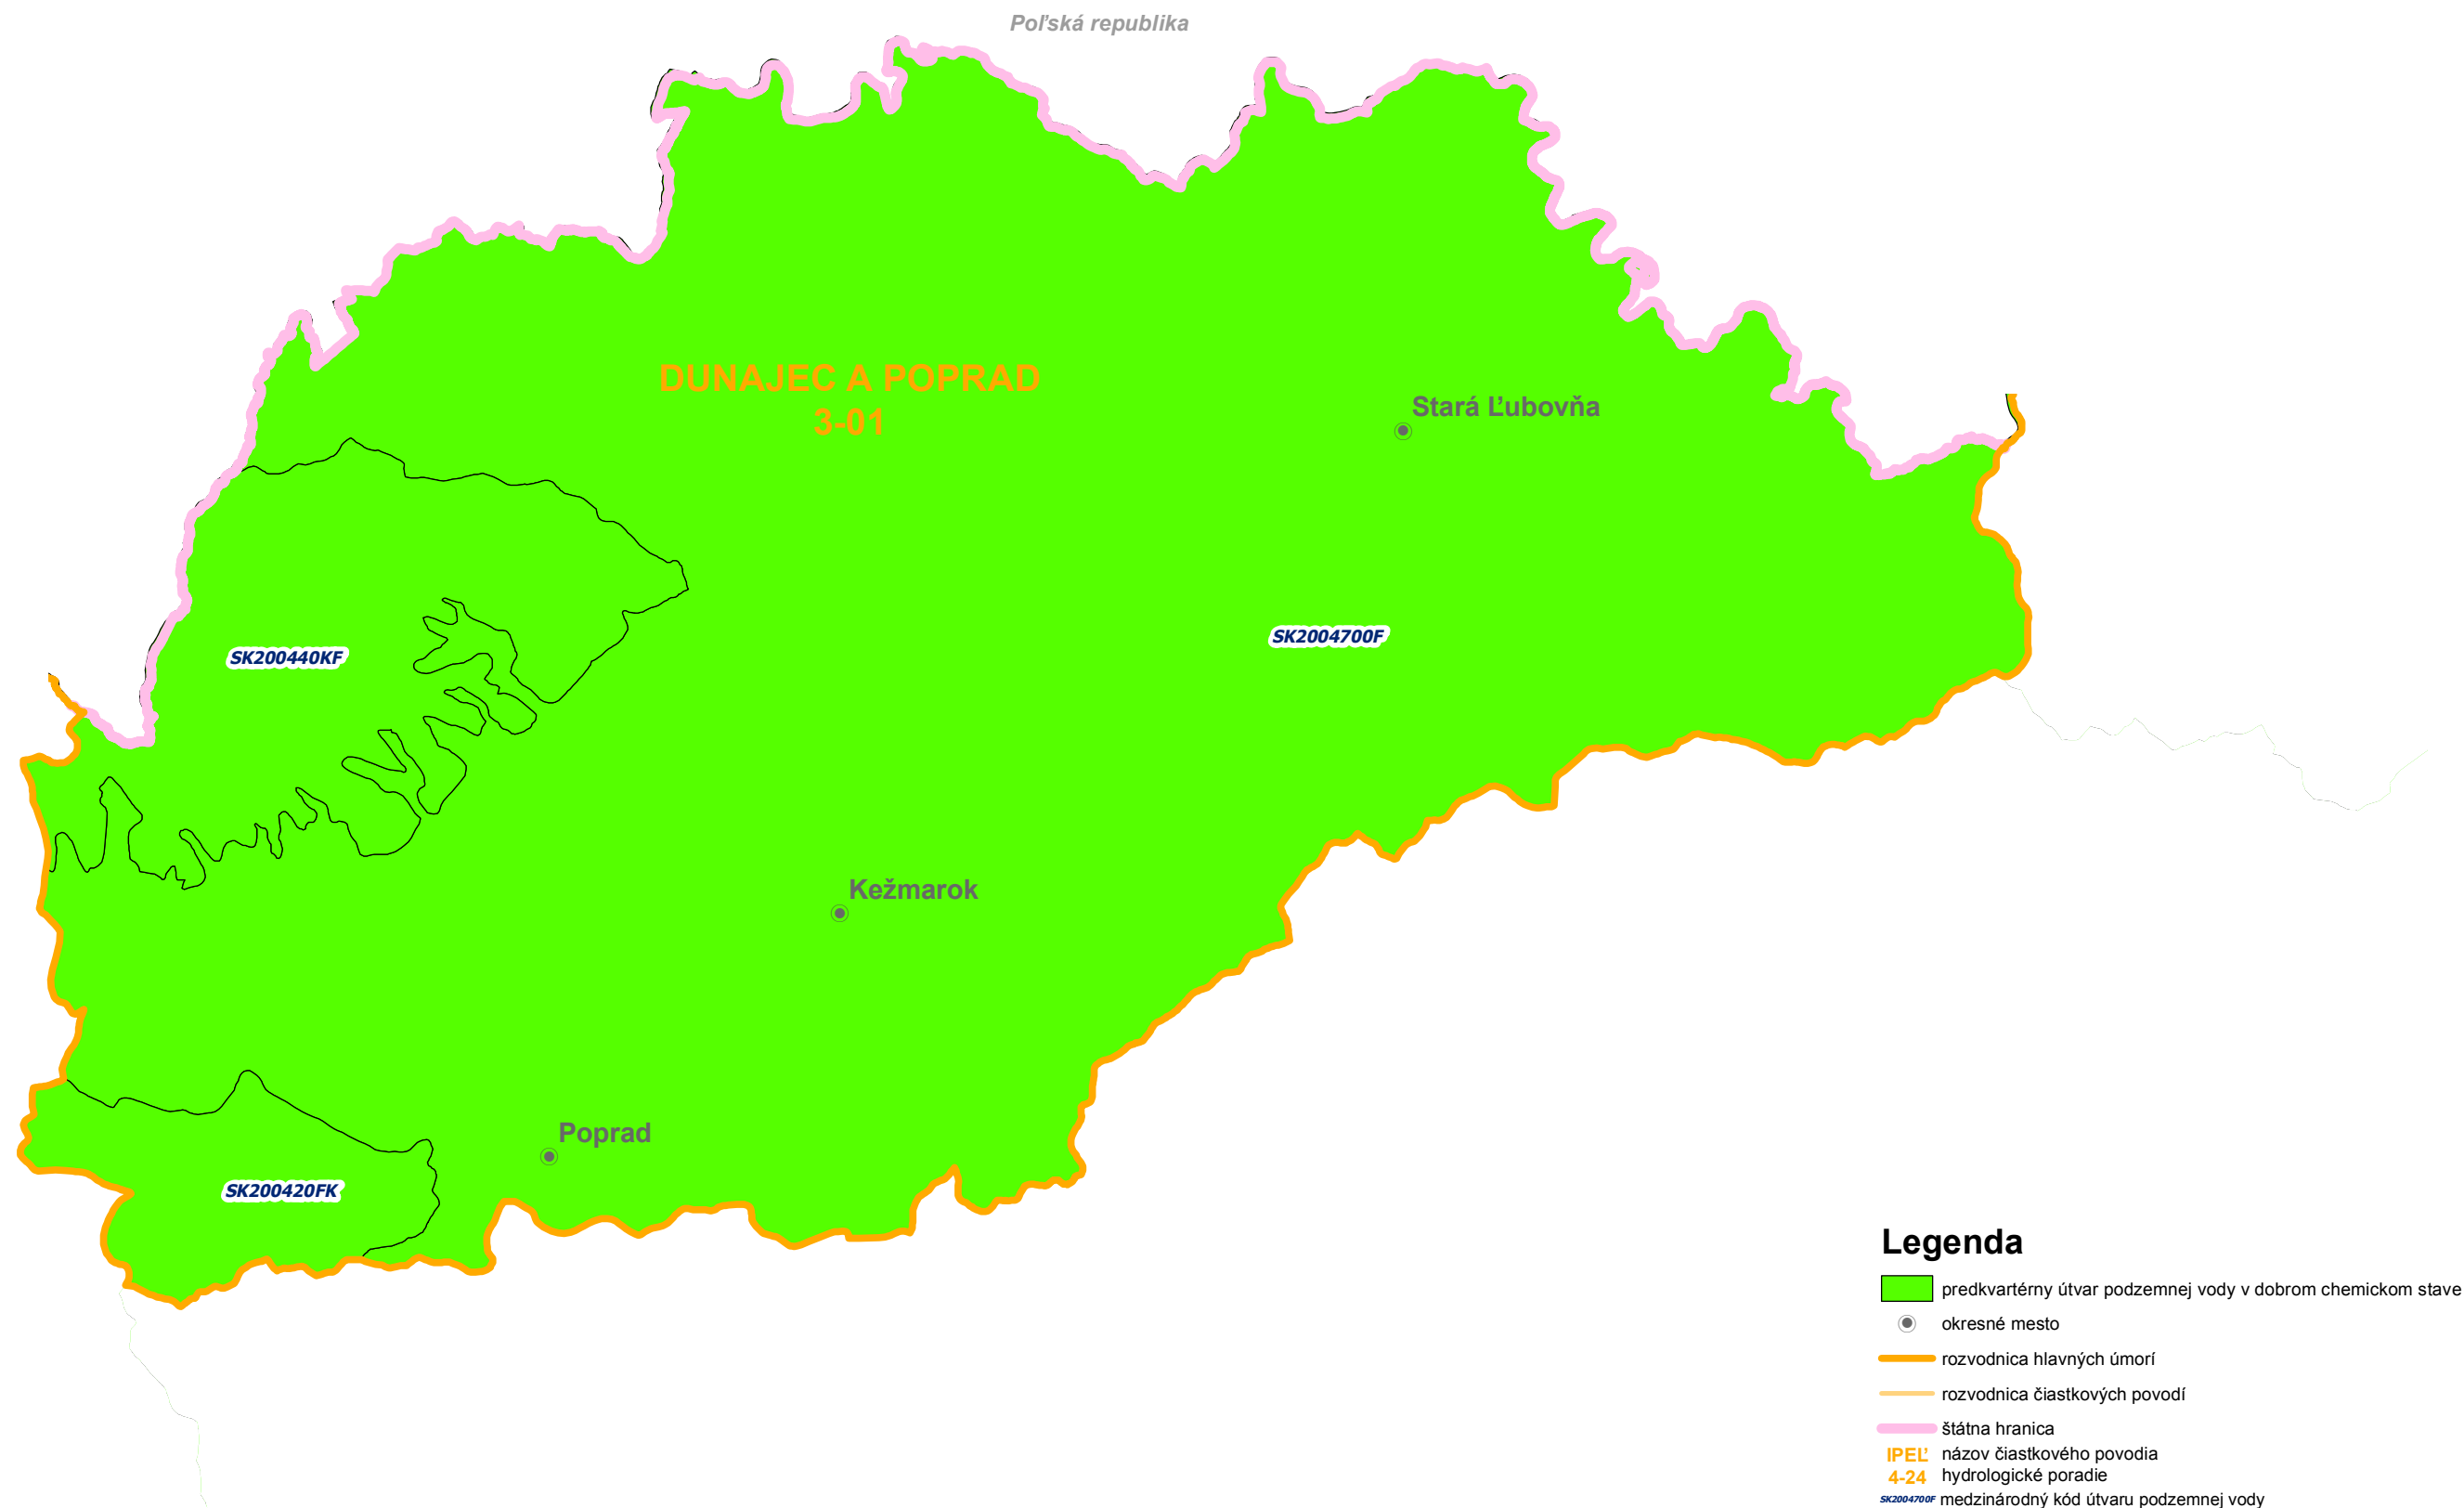 Poľská republika
DUNAJEC A POPRAD
3-01
Stará Ľubovňa
SK2004700F
SK200440KF
Kežmarok
Poprad
SK200420FK
Legenda
predkvartérny útvar podzemnej vody v dobrom chemickom stave
okresné mesto
rozvodnica hlavných úmorí
rozvodnica čiastkových povodí
štátna hranica
IPEĽ názov čiastkového povodia
4-24 hydrologické poradie
SK2004700F medzinárodný kód útvaru podzemnej vody